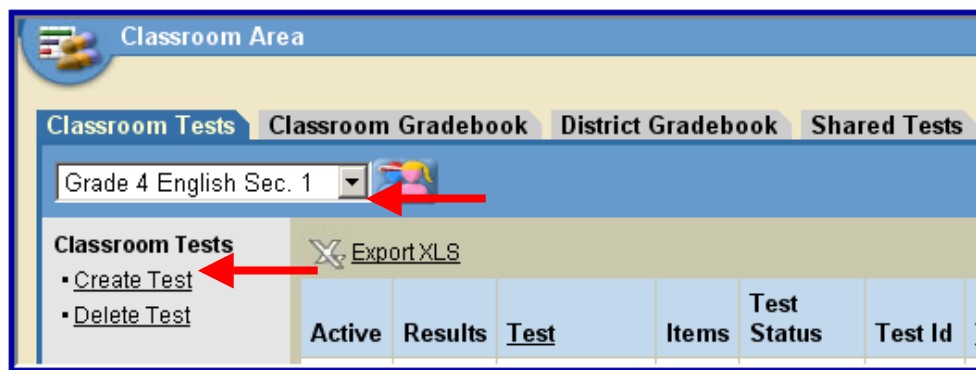 Classroom Area
Classroom Tests Classroom Gradebook District Gradebook Shared Tests
Grade 4 English Sec. 1
Classroom Tests
▪ Create Test
▪ Delete Test
Export XLS
Active Results Test Items Test Status Test Id